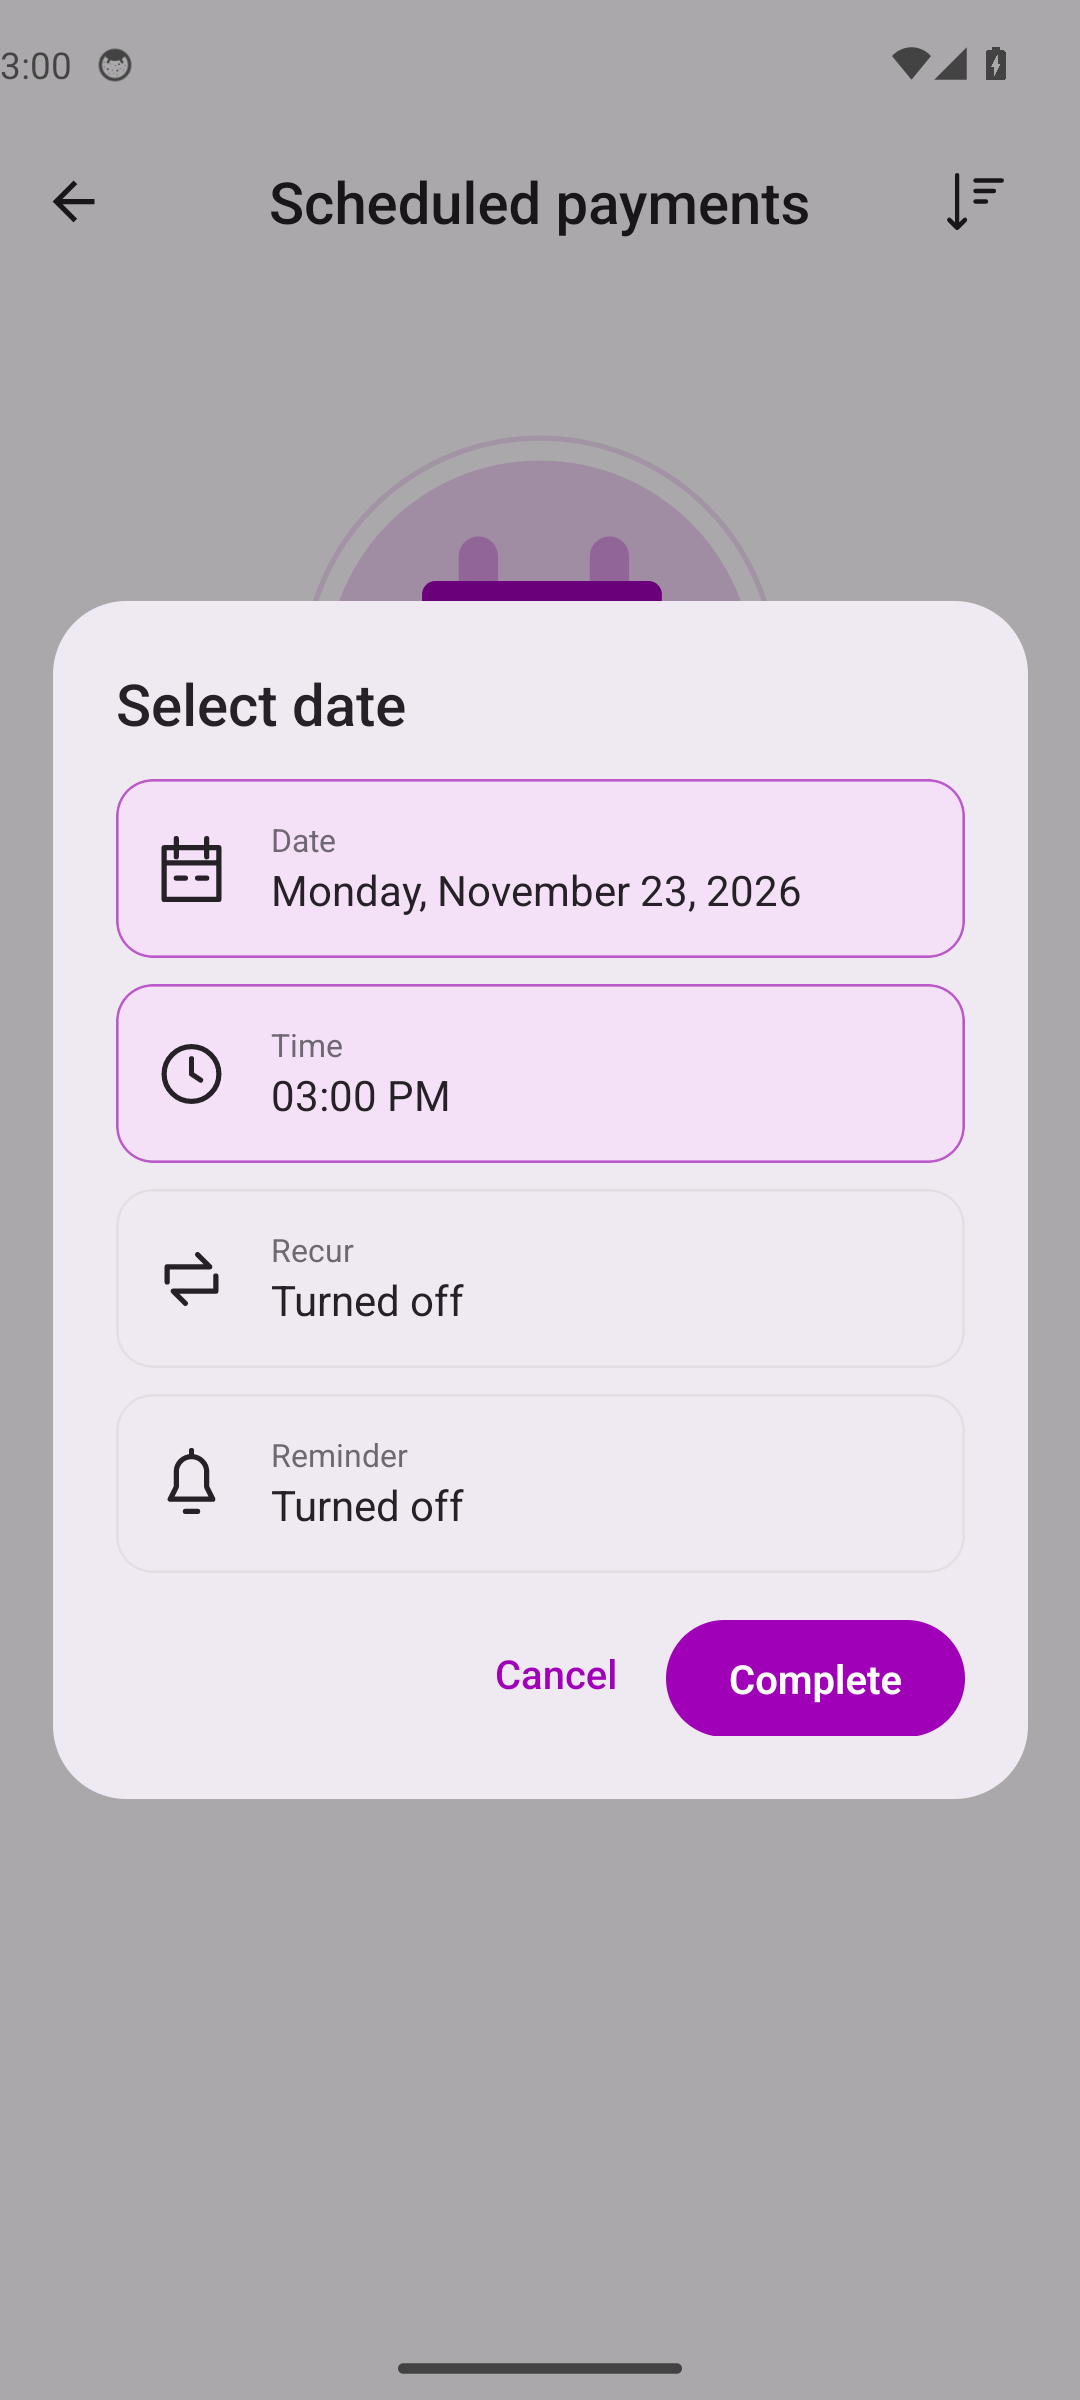 3:00
Scheduled payments
Select date
Date
Monday, November 23, 2026
Time
03:00 PM
Recur
Turned off
Reminder
Turned off
Cancel
Complete